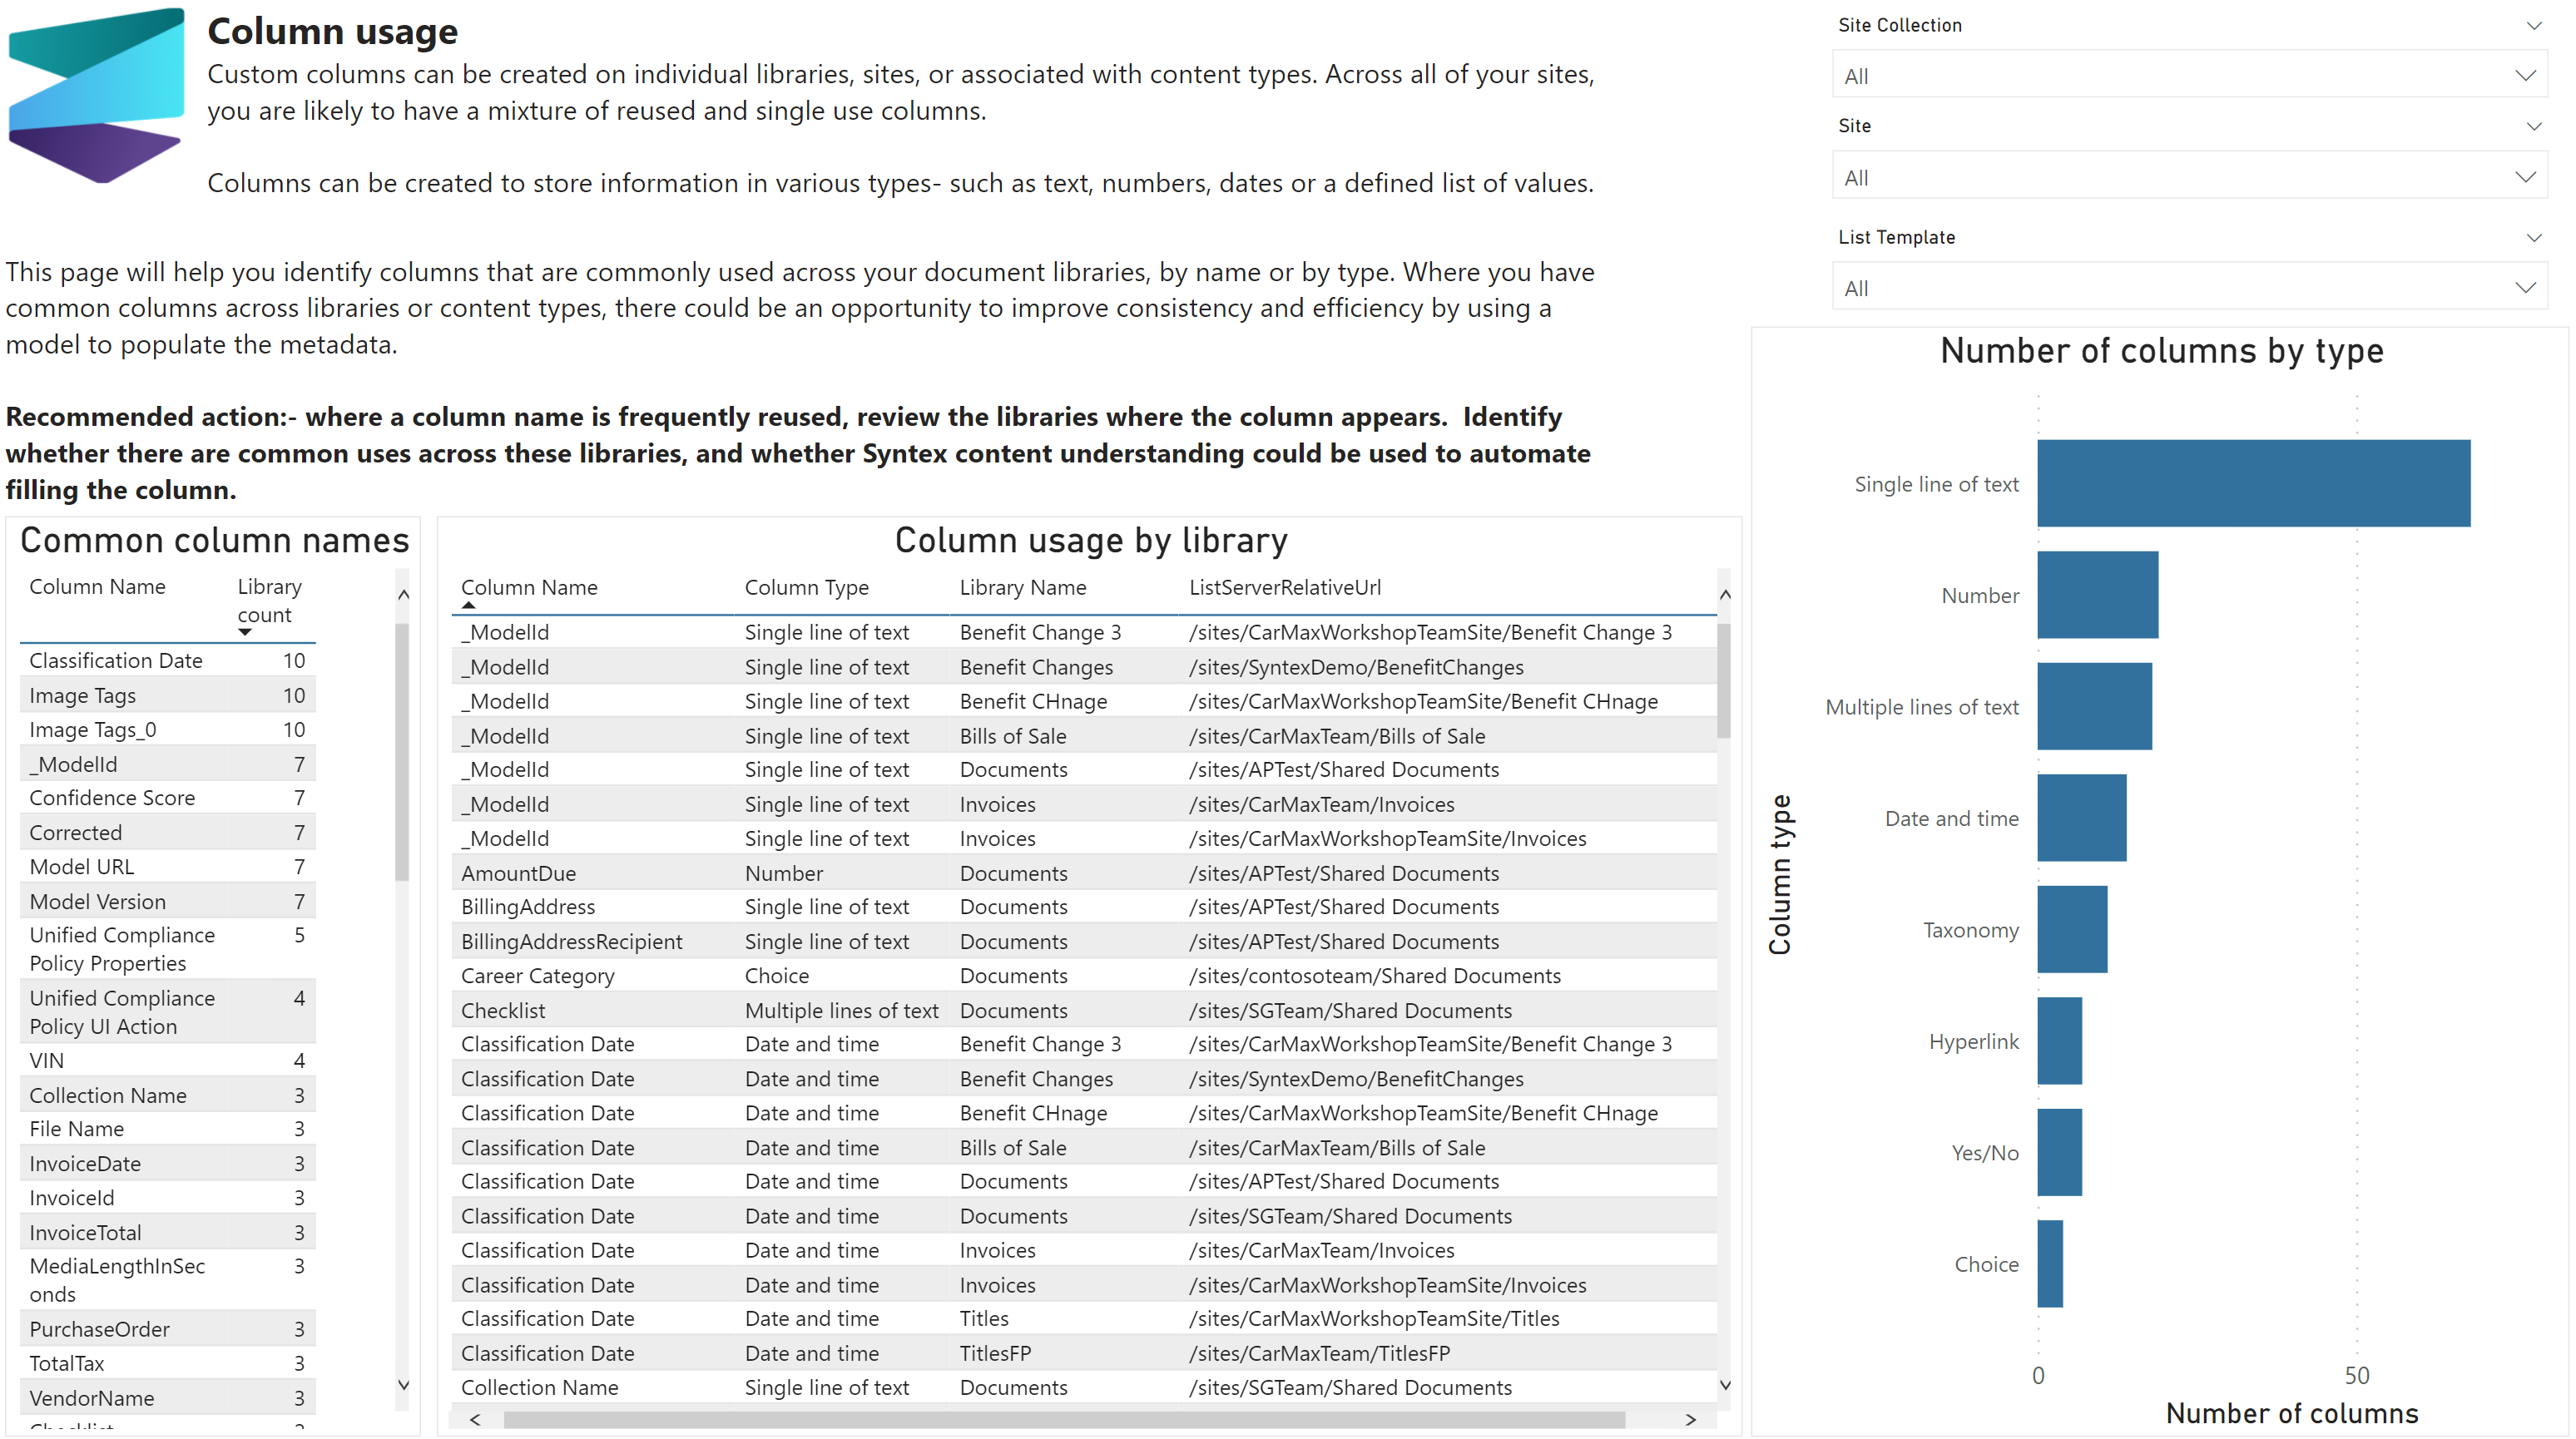 Column usage
Custom columns can be created on individual libraries, sites, or associated with content types. Across all of your sites,
you are likely to have a mixture of reused and single use columns.
Columns can be created to store information in various types- such as text, numbers, dates or a defined list of values.
This page will help you identify columns that are commonly used across your document libraries, by name or by type. Where you have
common columns across libraries or content types, there could be an opportunity to improve consistency and efficiency by using a
model to populate the metadata.
Recommended action:- where a column name is frequently reused, review the libraries where the column appears.  Identify
whether there are common uses across these libraries, and whether Syntex content understanding could be used to automate
filling the column.
Site Collection
All
Site
All
List Template
All
Common column names
Column Name Library
count
Classification Date 10
Image Tags 10
Image Tags_0 10
_ModelId 7
Confidence Score 7
Corrected 7
Model URL 7
Model Version 7
Unified Compliance 5
Policy Properties
Unified Compliance 4
Policy UI Action
VIN 4
Collection Name 3
File Name 3
InvoiceDate 3
InvoiceId 3
InvoiceTotal 3
MediaLengthInSec 3
onds
PurchaseOrder 3
TotalTax 3
VendorName 3
Column usage by library
Column Name Column Type Library Name ListServerRelativeUrl
_ModelId Single line of text Benefit Change 3 /sites/CarMaxWorkshopTeamSite/Benefit Change 3
_ModelId Single line of text Benefit Changes /sites/SyntexDemo/BenefitChanges
_ModelId Single line of text Benefit CHnage /sites/CarMaxWorkshopTeamSite/Benefit CHnage
_ModelId Single line of text Bills of Sale /sites/CarMaxTeam/Bills of Sale
_ModelId Single line of text Documents /sites/APTest/Shared Documents
_ModelId Single line of text Invoices /sites/CarMaxTeam/Invoices
_ModelId Single line of text Invoices /sites/CarMaxWorkshopTeamSite/Invoices
AmountDue Number Documents /sites/APTest/Shared Documents
BillingAddress Single line of text Documents /sites/APTest/Shared Documents
BillingAddressRecipient Single line of text Documents /sites/APTest/Shared Documents
Career Category Choice Documents /sites/contosoteam/Shared Documents
Checklist Multiple lines of text Documents /sites/SGTeam/Shared Documents
Classification Date Date and time Benefit Change 3 /sites/CarMaxWorkshopTeamSite/Benefit Change 3
Classification Date Date and time Benefit Changes /sites/SyntexDemo/BenefitChanges
Classification Date Date and time Benefit CHnage /sites/CarMaxWorkshopTeamSite/Benefit CHnage
Classification Date Date and time Bills of Sale /sites/CarMaxTeam/Bills of Sale
Classification Date Date and time Documents /sites/APTest/Shared Documents
Classification Date Date and time Documents /sites/SGTeam/Shared Documents
Classification Date Date and time Invoices /sites/CarMaxTeam/Invoices
Classification Date Date and time Invoices /sites/CarMaxWorkshopTeamSite/Invoices
Classification Date Date and time Titles /sites/CarMaxWorkshopTeamSite/Titles
Classification Date Date and time TitlesFP /sites/CarMaxTeam/TitlesFP
Collection Name Single line of text Documents /sites/SGTeam/Shared Documents
Number of columns by type
Column type
Single line of text
Number
Multiple lines of text
Date and time
Taxonomy
Hyperlink
Yes/No
Choice
0 50
Number of columns